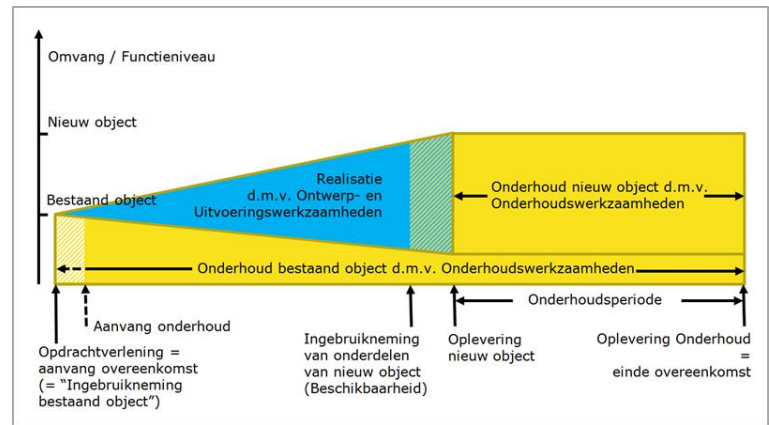 Omvang / Functieniveau
Nieuw object
Bestaand object
Realisatie
d.m.v. Ontwerp- en
Uitvoeringswerkzaamheden
Onderhoud nieuw object d.m.v.
Onderhoudswerkzaamheden
Onderhoud bestaand object d.m.v. Onderhoudswerkzaamheden
Onderhoudsperiode
Aanvang onderhoud
Opdrachtverlening =
aanvang overeenkomst
(= “Ingebruikneming
bestaand object”)
Ingebruikneming
van onderdelen
van nieuw object
(Beschikbaarheid)
Oplevering
nieuw object
Oplevering Onderhoud
=
einde overeenkomst